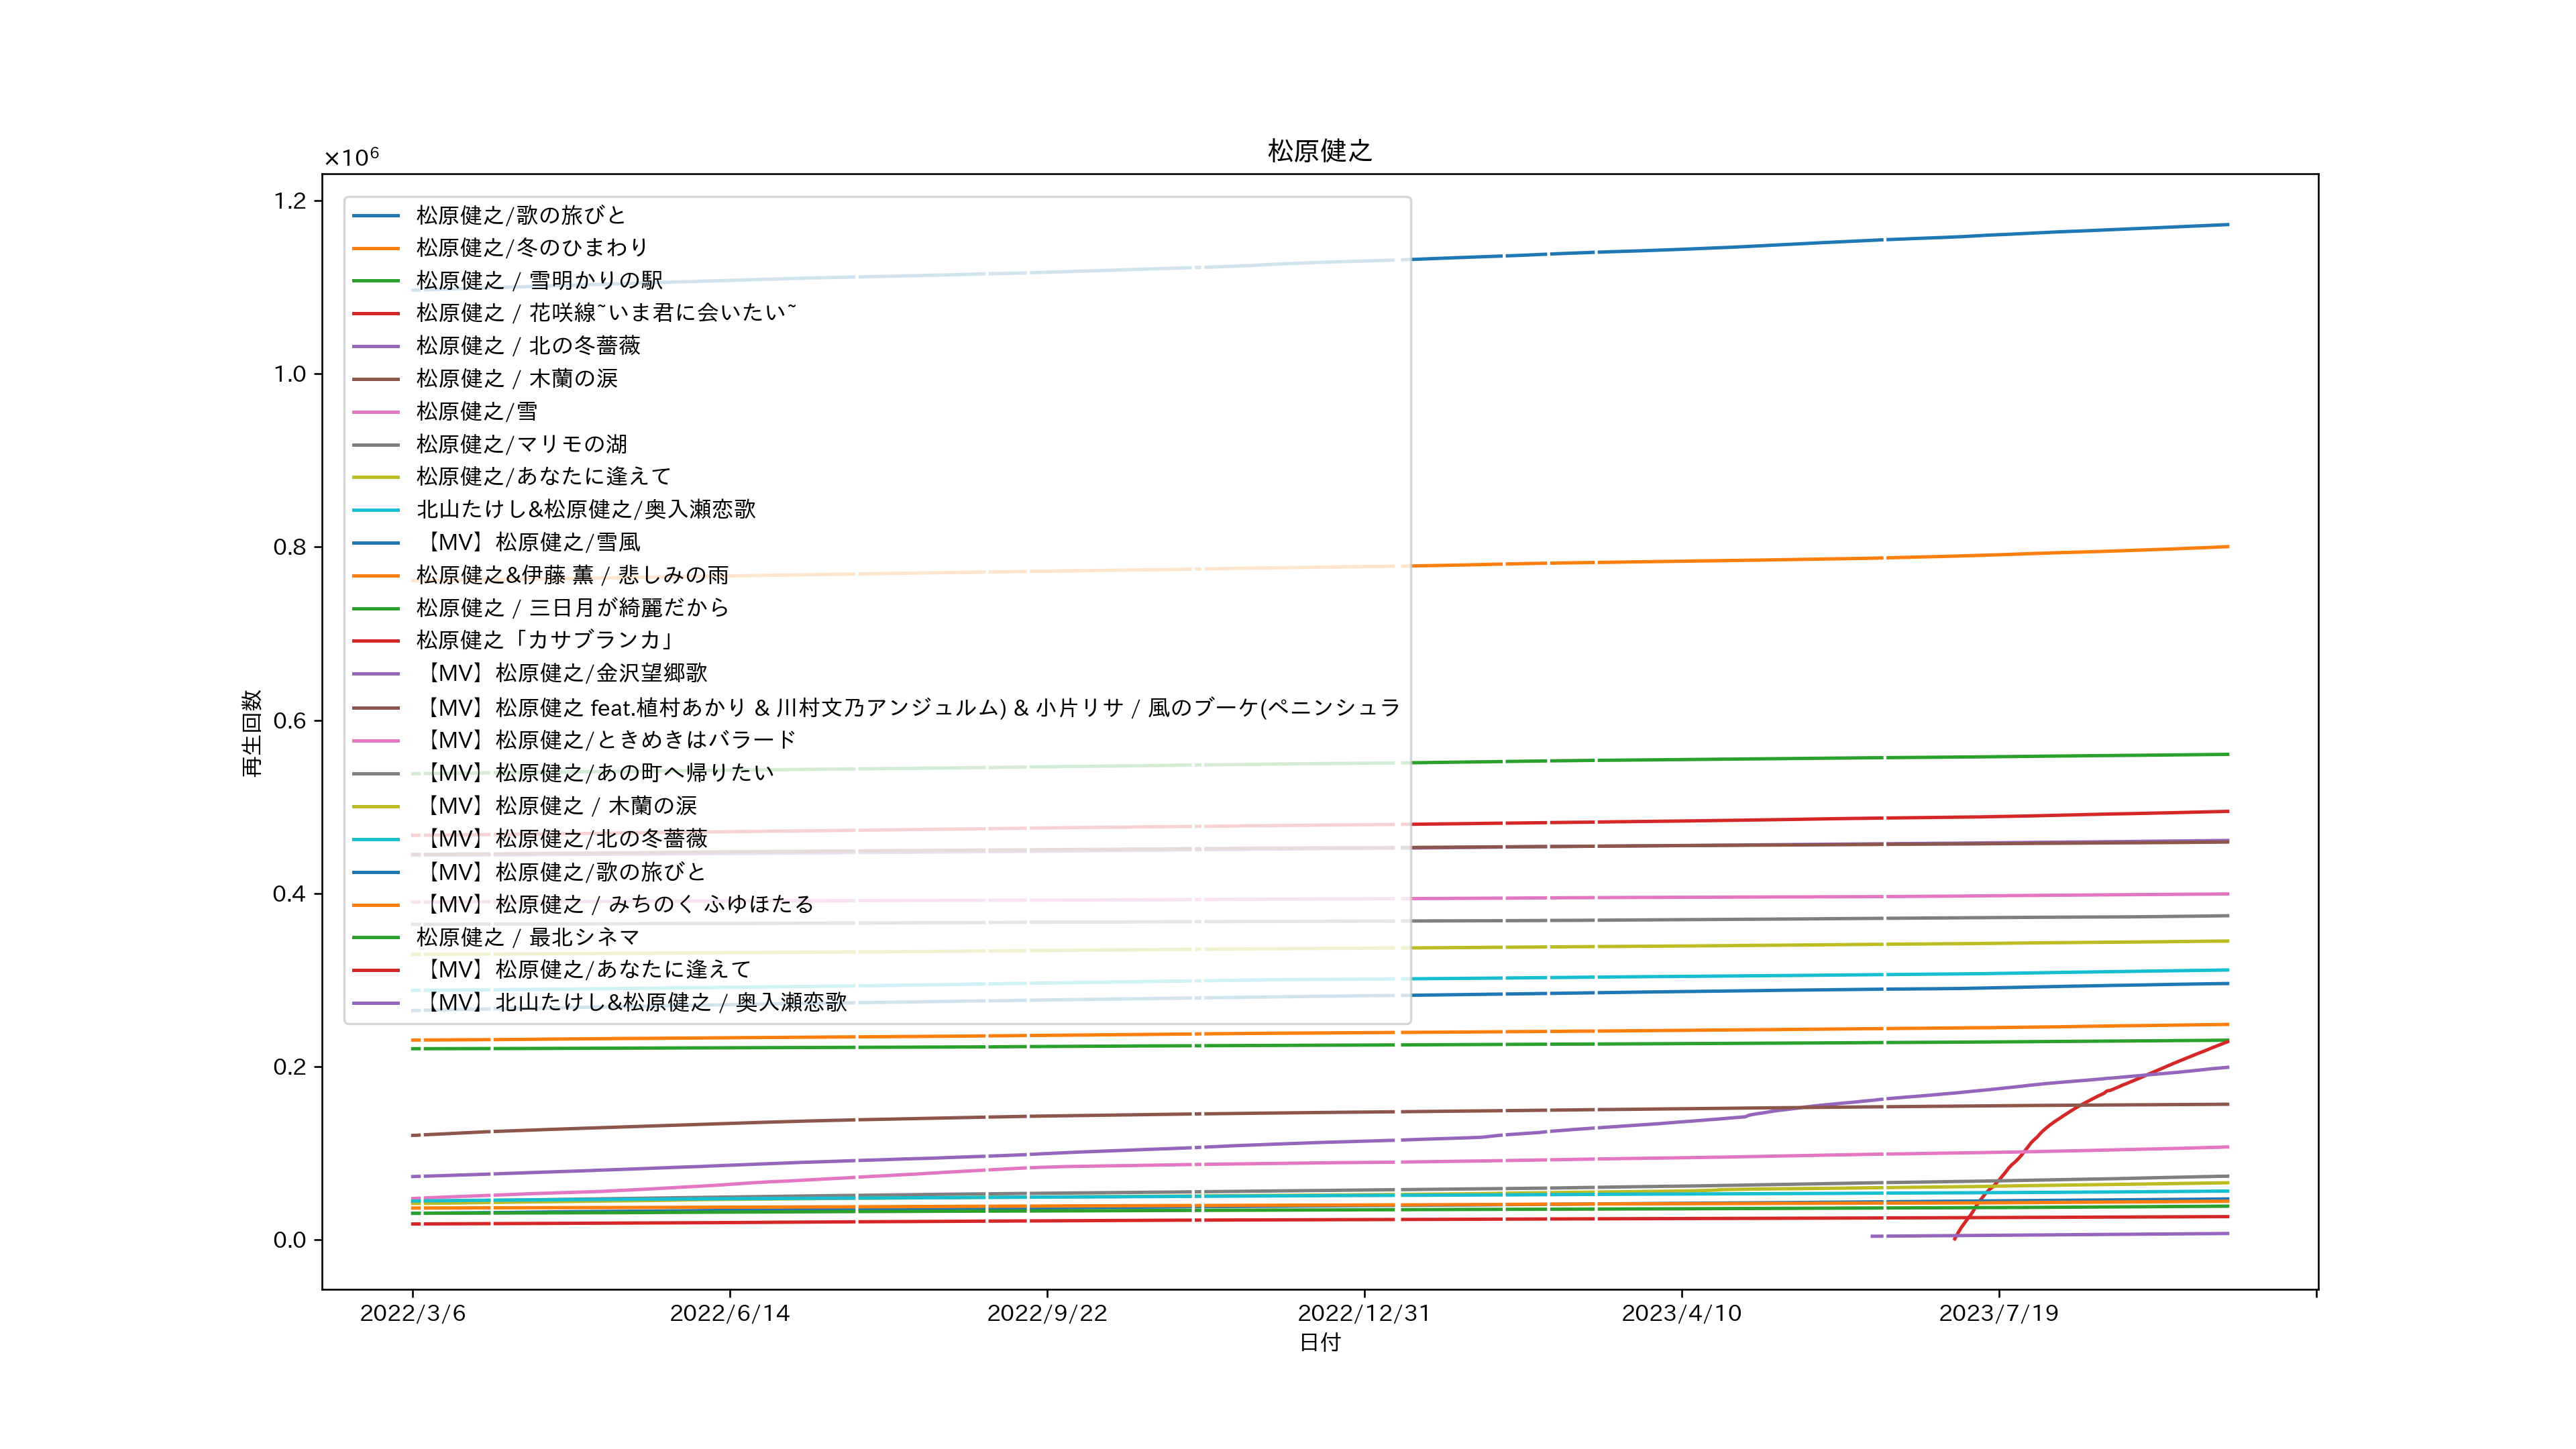 松原健之
×10⁶
1.2
1.0
0.8
0.6
0.4
0.2
0.0
再生回数
松原健之/歌の旅びと
松原健之/冬のひまわり
松原健之 / 雪明かりの駅
松原健之 / 花咲線~いま君に会いたい~
松原健之 / 北の冬薔薇
松原健之 / 木蘭の涙
松原健之/雪
松原健之/マリモの湖
松原健之/あなたに逢えて
北山たけし&松原健之/奥入瀬恋歌
【MV】松原健之/雪風
松原健之&伊藤 薫 / 悲しみの雨
松原健之 / 三日月が綺麗だから
松原健之「カサブランカ」
【MV】松原健之/金沢望郷歌
【MV】松原健之 feat.植村あかり & 川村文乃アンジュルム) & 小片リサ / 風のブーケ(ペニンシュラ
【MV】松原健之/ときめきはバラード
【MV】松原健之/あの町へ帰りたい
【MV】松原健之 / 木蘭の涙
【MV】松原健之/北の冬薔薇
【MV】松原健之/歌の旅びと
【MV】松原健之 / みちのく ふゆほたる
松原健之 / 最北シネマ
【MV】松原健之/あなたに逢えて
【MV】北山たけし&松原健之 / 奥入瀬恋歌
2022/3/6 2022/6/14 2022/9/22 2022/12/31 2023/4/10 2023/7/19
日付